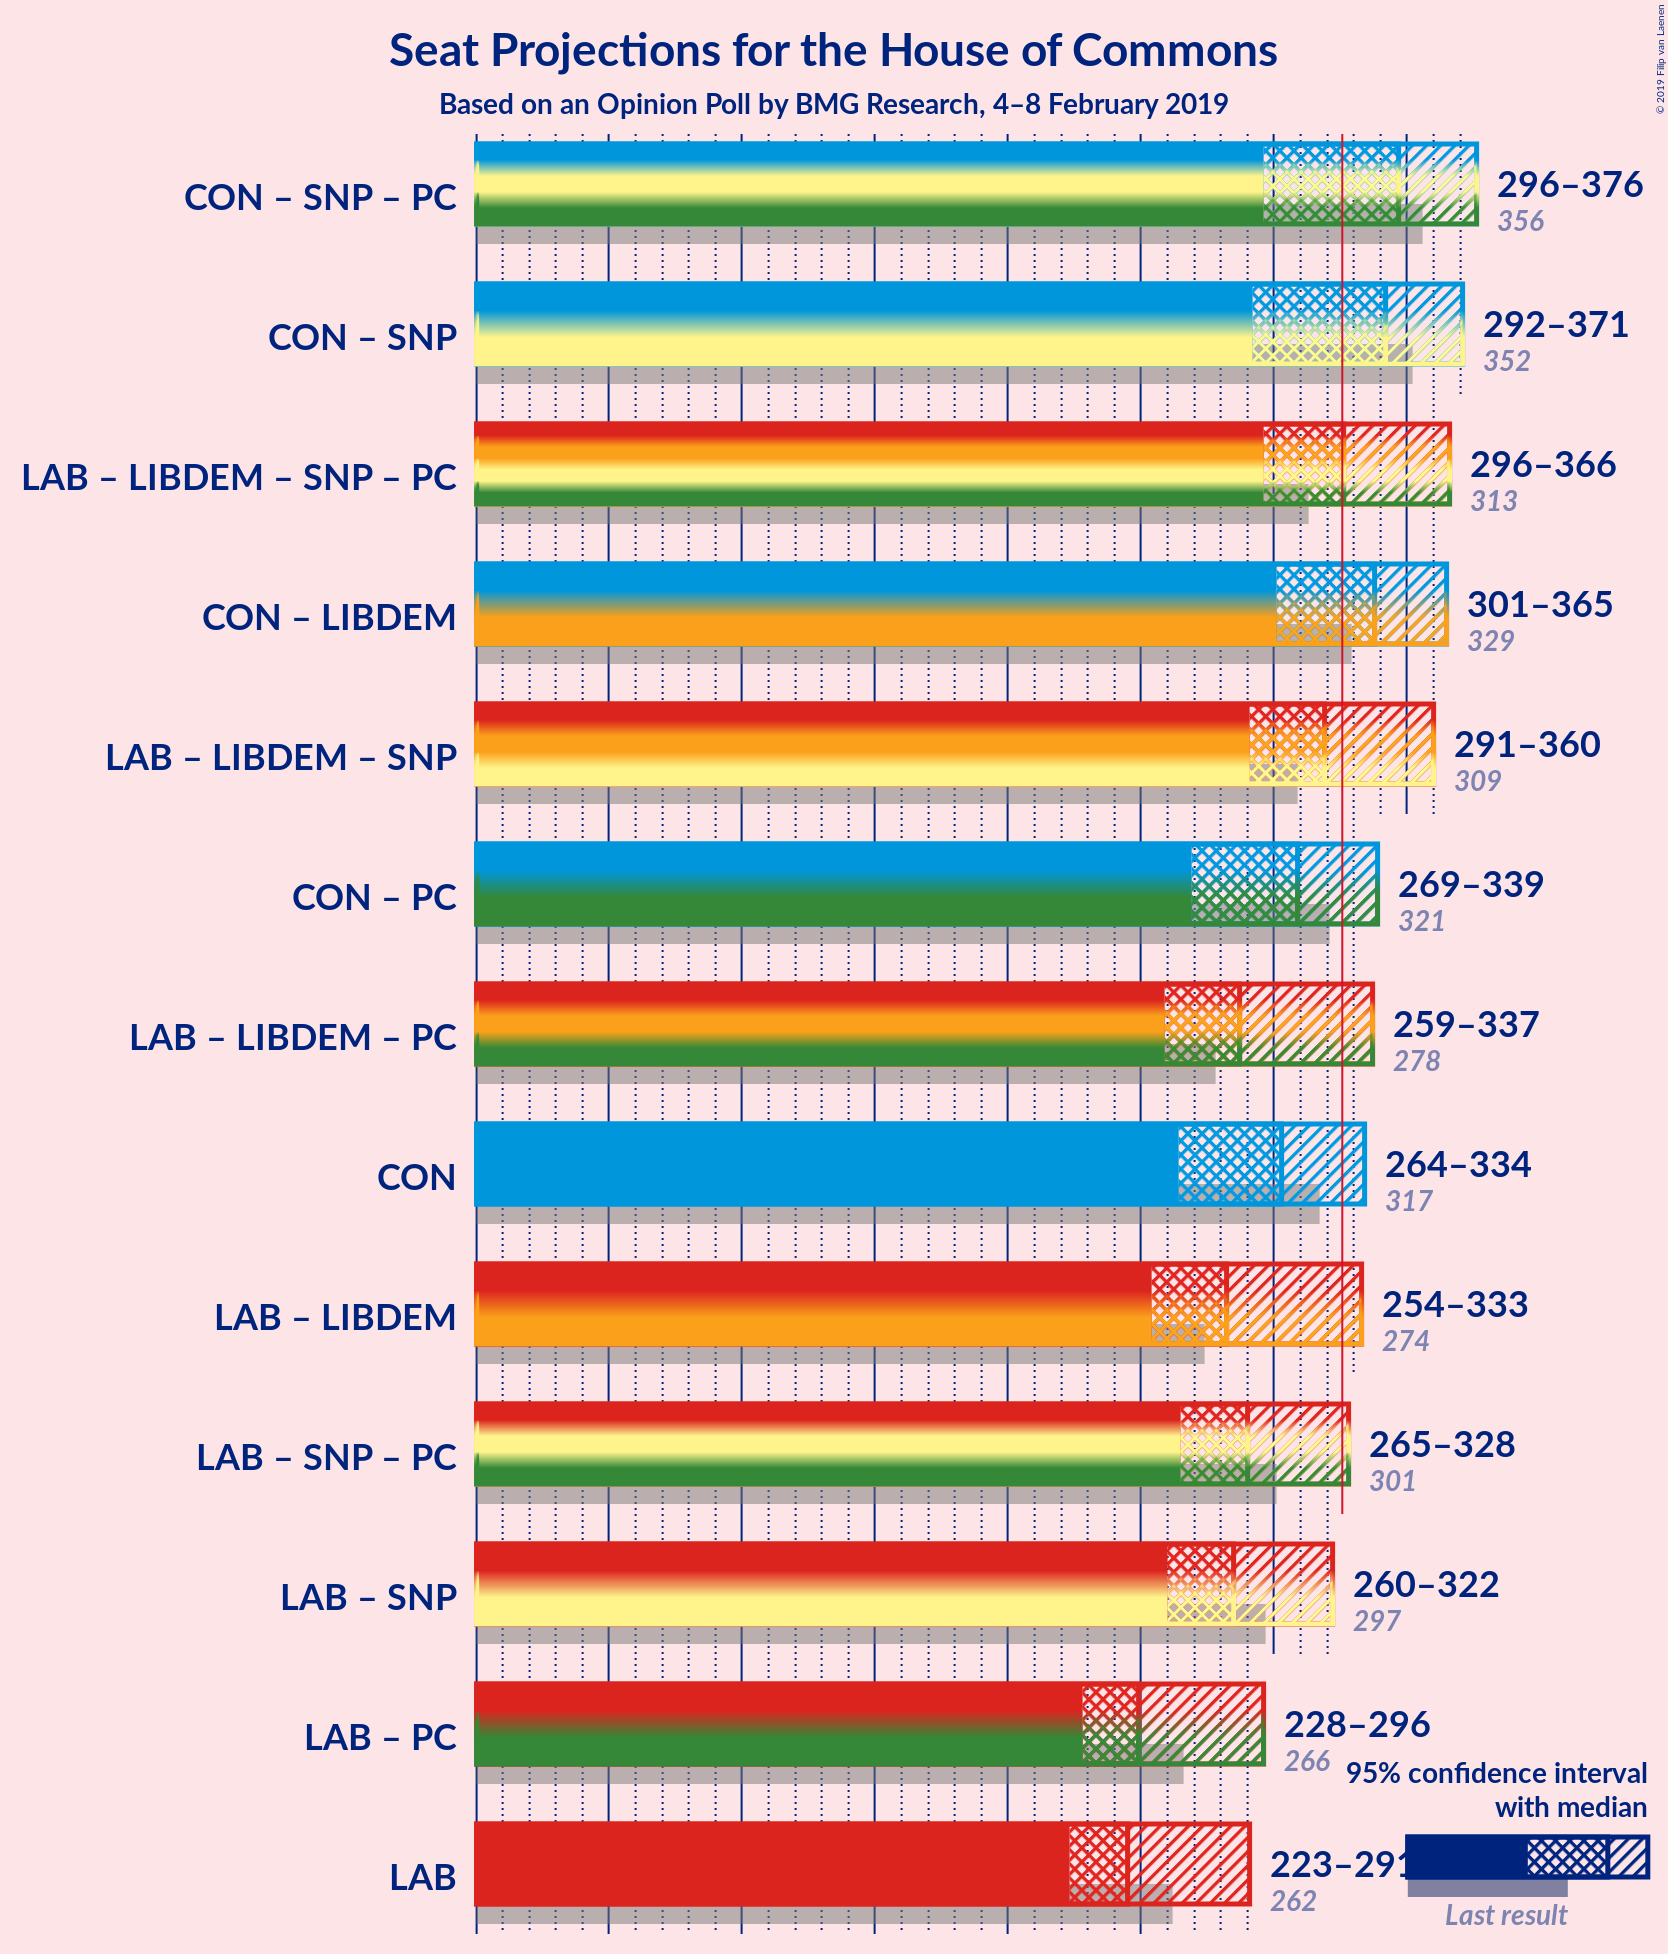 Seat Projections for the House of Commons
Based on an Opinion Poll by BMG Research, 4–8 February 2019
© 2019 Filip van Laenen
CON – SNP – PC
296–376
356
CON – SNP
292–371
352
LAB – LIBDEM – SNP – PC
296–366
313
CON – LIBDEM
301–365
329
LAB – LIBDEM – SNP
291–360
309
CON – PC
269–339
321
LAB – LIBDEM – PC
259–337
278
CON
264–334
317
LAB – LIBDEM
254–333
274
LAB – SNP – PC
265–328
301
LAB – SNP
260–322
297
LAB – PC
228–296
266
LAB
223–291
262
95% confidence interval
with median
Last result